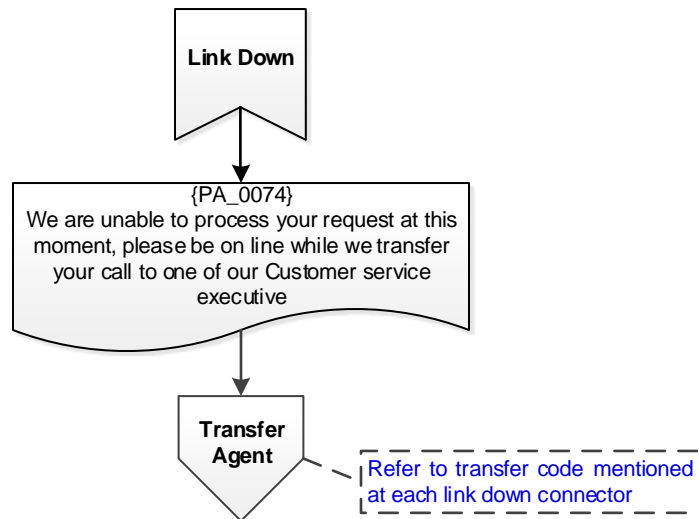 Link Down
{PA_0074}
We are unable to process your request at this
moment, please be on line while we transfer
your call to one of our Customer service
executive
Transfer
Agent
Refer to transfer code mentioned
at each link down connector